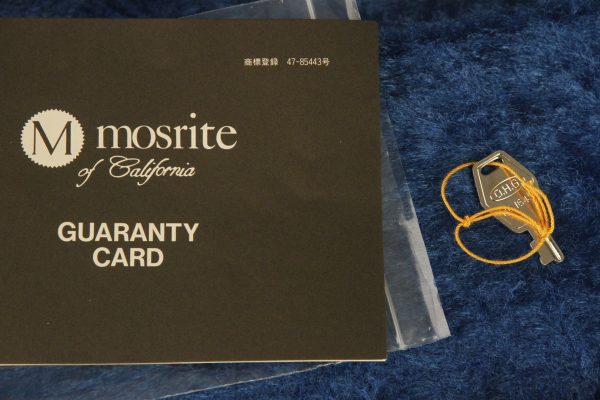 商標登録 47-85443号
M mosrite
of California
GUARANTY
CARD
O.H.G